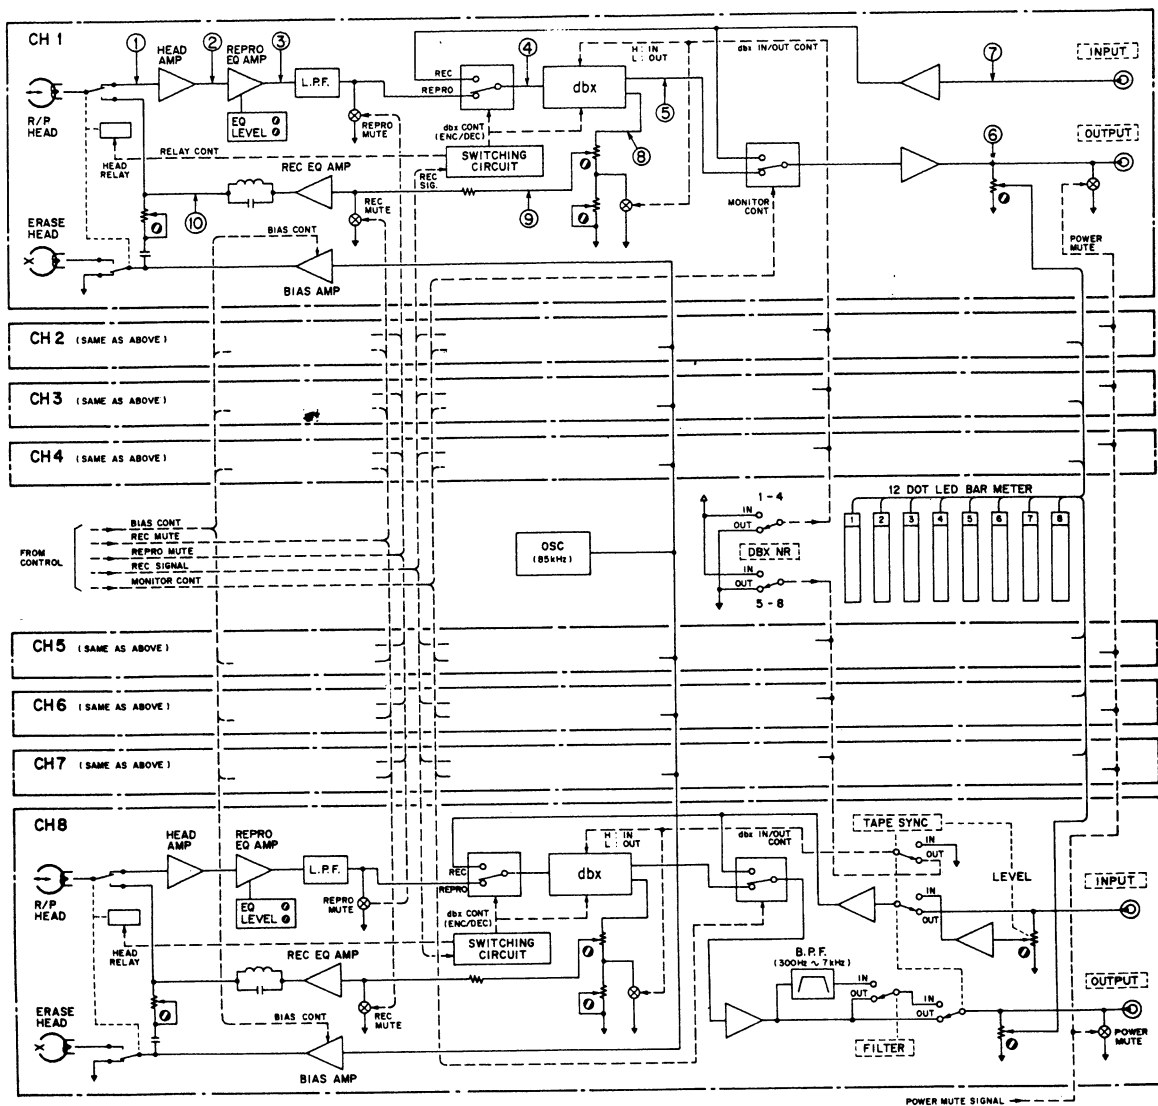 CH 1
①
HEAD AMP
②
REPRO EQ AMP
③
L.P.F.
EQ
LEVEL
REPRO MUTE
R/P HEAD
HEAD RELAY
RELAY CONT
REC
REPRO
④
H : IN
L : OUT
dbx IN/OUT CONT
dbx
⑤
dbx CONT (ENC/DEC)
SWITCHING CIRCUIT
REC SIG.
⑧
⑦
INPUT
OUTPUT
⑥
MONITOR CONT
POWER MUTE
REC EQ AMP
REC MUTE
⑨
⑩
ERASE HEAD
BIAS CONT
BIAS AMP
CH 2 (SAME AS ABOVE)
CH 3 (SAME AS ABOVE)
CH 4 (SAME AS ABOVE)
FROM CONTROL
BIAS CONT
REC MUTE
REPRO MUTE
REC SIGNAL
MONITOR CONT
OSC
(85kHz)
1 - 4
IN
OUT
DBX NR
IN
OUT
5 - 8
12 DOT LED BAR METER
1 2 3 4 5 6 7 8
CH 5 (SAME AS ABOVE)
CH 6 (SAME AS ABOVE)
CH 7 (SAME AS ABOVE)
CH8
HEAD AMP
REPRO EQ AMP
L.P.F.
EQ
LEVEL
REPRO MUTE
R/P HEAD
HEAD RELAY
REC
REPRO
H : IN
L : OUT
dbx IN/OUT CONT
dbx
dbx CONT (ENC/DEC)
SWITCHING CIRCUIT
TAPE SYNC
IN
OUT
LEVEL
INPUT
IN
OUT
REC EQ AMP
REC MUTE
B.P.F.
(300Hz ~ 7kHz)
IN
OUT
IN
OUT
FILTER
OUTPUT
POWER MUTE
ERASE HEAD
BIAS CONT
BIAS AMP
POWER MUTE SIGNAL